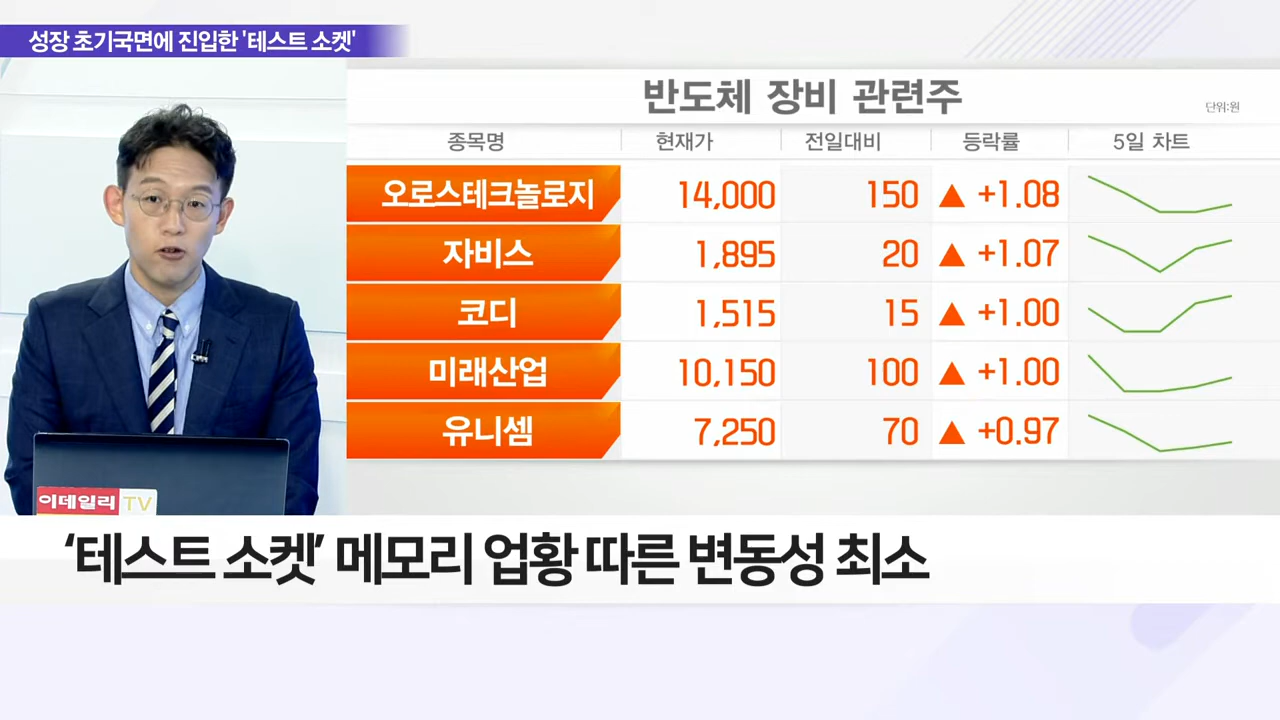 성장 초기국면에 진입한 '테스트 소켓'
반도체 장비 관련주
단위:원
종목명 현재가 전일대비 등락률 5일 차트
오로스테크놀로지 14,000 150 ▲ +1.08
자비스 1,895 20 ▲ +1.07
코디 1,515 15 ▲ +1.00
미래산업 10,150 100 ▲ +1.00
유니셈 7,250 70 ▲ +0.97
이데일리 TV
‘테스트 소켓’ 메모리 업황 따른 변동성 최소